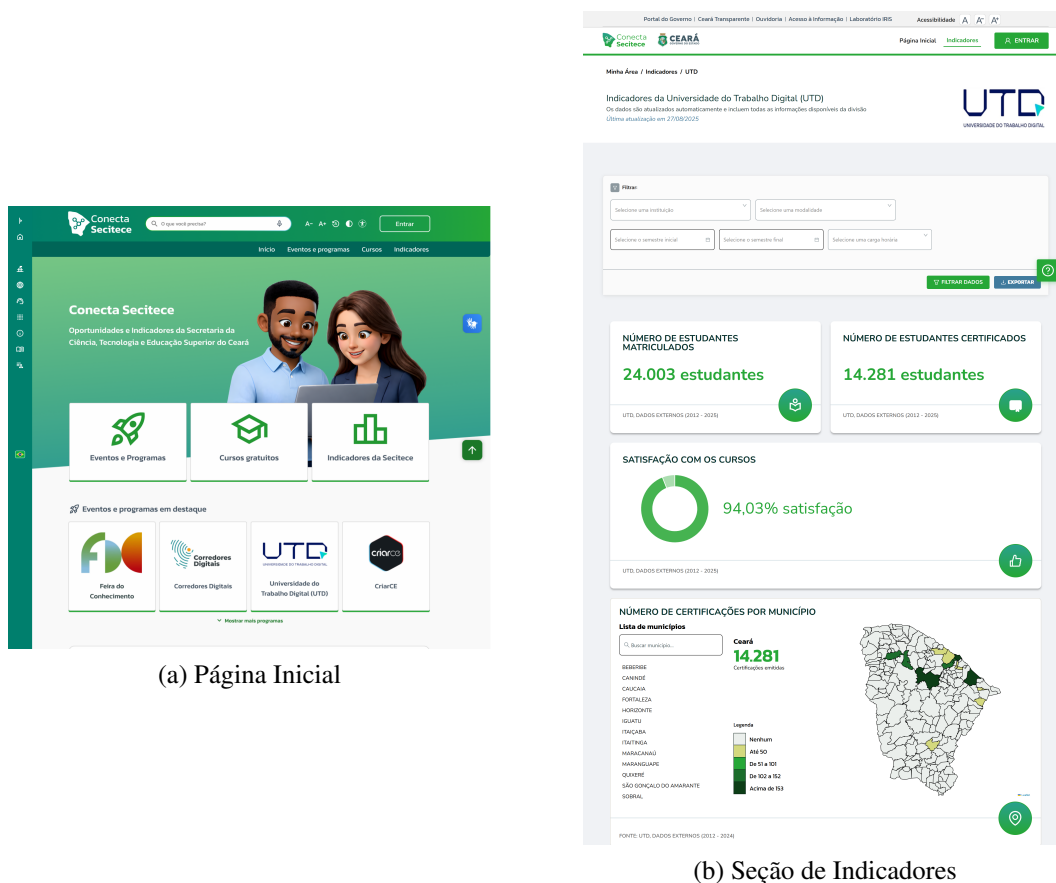 Conecta
Secitece
O que você precisa?
A- A+
Entrar
Início Eventos e programas Cursos Indicadores
Conecta Secitece
Oportunidades e Indicadores da Secretaria da
Ciência, Tecnologia e Educação Superior do Ceará
Eventos e Programas
Cursos gratuitos
Indicadores da Secitece
Eventos e programas em destaque
Feira do
Conhecimento
Corredores
Digitais
Corredores Digitais
UTD
UNIVERSIDADE DO TRABALHO DIGITAL
Universidade do
Trabalho Digital (UTD)
criarce
CriarCE
Mostrar mais programas
(a) Página Inicial
Portal do Governo | Ceará Transparente | Ouvidoria | Acesso à Informação | Laboratório ÍRIS Acessibilidade A A- A+
Conecta
Secitece
CEARÁ
GOVERNO DO ESTADO
Página Inicial Indicadores ENTRAR
Minha Área / Indicadores / UTD
Indicadores da Universidade do Trabalho Digital (UTD)
Os dados são atualizados automaticamente e incluem todas as informações disponíveis da divisão
Última atualização em 27/08/2025
UTD
UNIVERSIDADE DO TRABALHO DIGITAL
Filtrar:
Selecione uma instituição
Selecione uma modalidade
Selecione o semestre inicial
Selecione o semestre final
Selecione uma carga horária
FILTRAR DADOS
EXPORTAR
NÚMERO DE ESTUDANTES
MATRICULADOS
24.003 estudantes
UTD, DADOS EXTERNOS (2012 - 2025)
NÚMERO DE ESTUDANTES CERTIFICADOS
14.281 estudantes
UTD, DADOS EXTERNOS (2012 - 2025)
SATISFAÇÃO COM OS CURSOS
94,03% satisfação
UTD, DADOS EXTERNOS (2012 - 2025)
NÚMERO DE CERTIFICAÇÕES POR MUNICÍPIO
Lista de municípios
Buscar município...
BEBERIBE
CANINDÉ
CAUCAIA
FORTALEZA
HORIZONTE
IGUATU
ITAIÇABA
ITAITINGA
MARACANAÚ
MARANGUAPE
QUIXERÉ
SÃO GONÇALO DO AMARANTE
SOBRAL
Ceará
14.281
Certificações emitidas
Legenda
Nenhum
Até 50
De 51 a 101
De 102 a 152
Acima de 153
FONTE: UTD, DADOS EXTERNOS (2012 - 2024)
(b) Seção de Indicadores